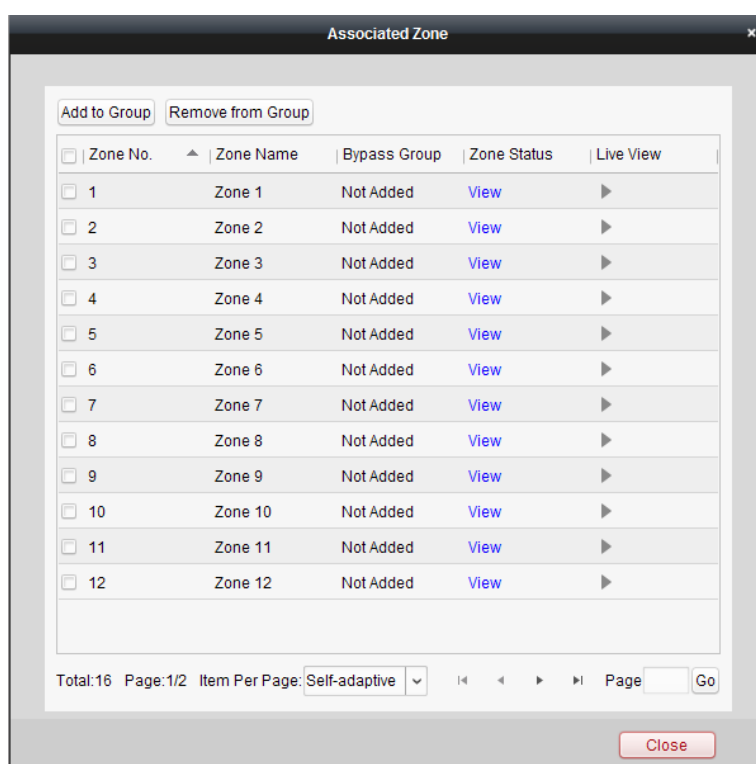 Associated Zone ×
Add to Group Remove from Group
Zone No. Zone Name Bypass Group Zone Status Live View
1 Zone 1 Not Added View
2 Zone 2 Not Added View
3 Zone 3 Not Added View
4 Zone 4 Not Added View
5 Zone 5 Not Added View
6 Zone 6 Not Added View
7 Zone 7 Not Added View
8 Zone 8 Not Added View
9 Zone 9 Not Added View
10 Zone 10 Not Added View
11 Zone 11 Not Added View
12 Zone 12 Not Added View
Total:16 Page:1/2 Item Per Page: Self-adaptive Page Go
Close